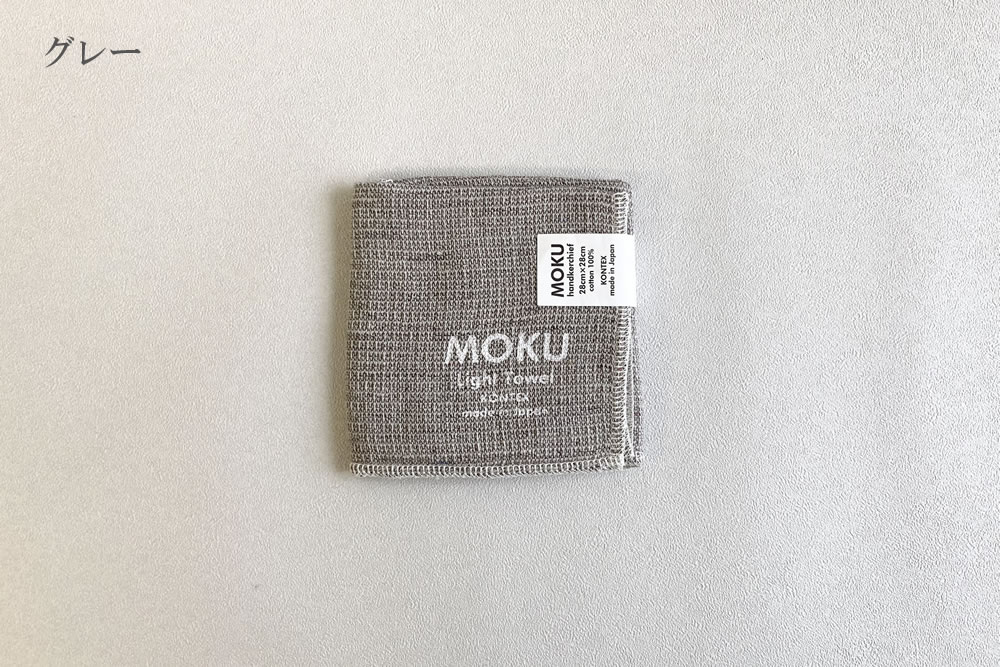 グレー
MOKU
handkerchief
28cm×28cm
cotton 100%
KONTEX
made in Japan
MOKU
Light Towel
KONTEX
made in Japan